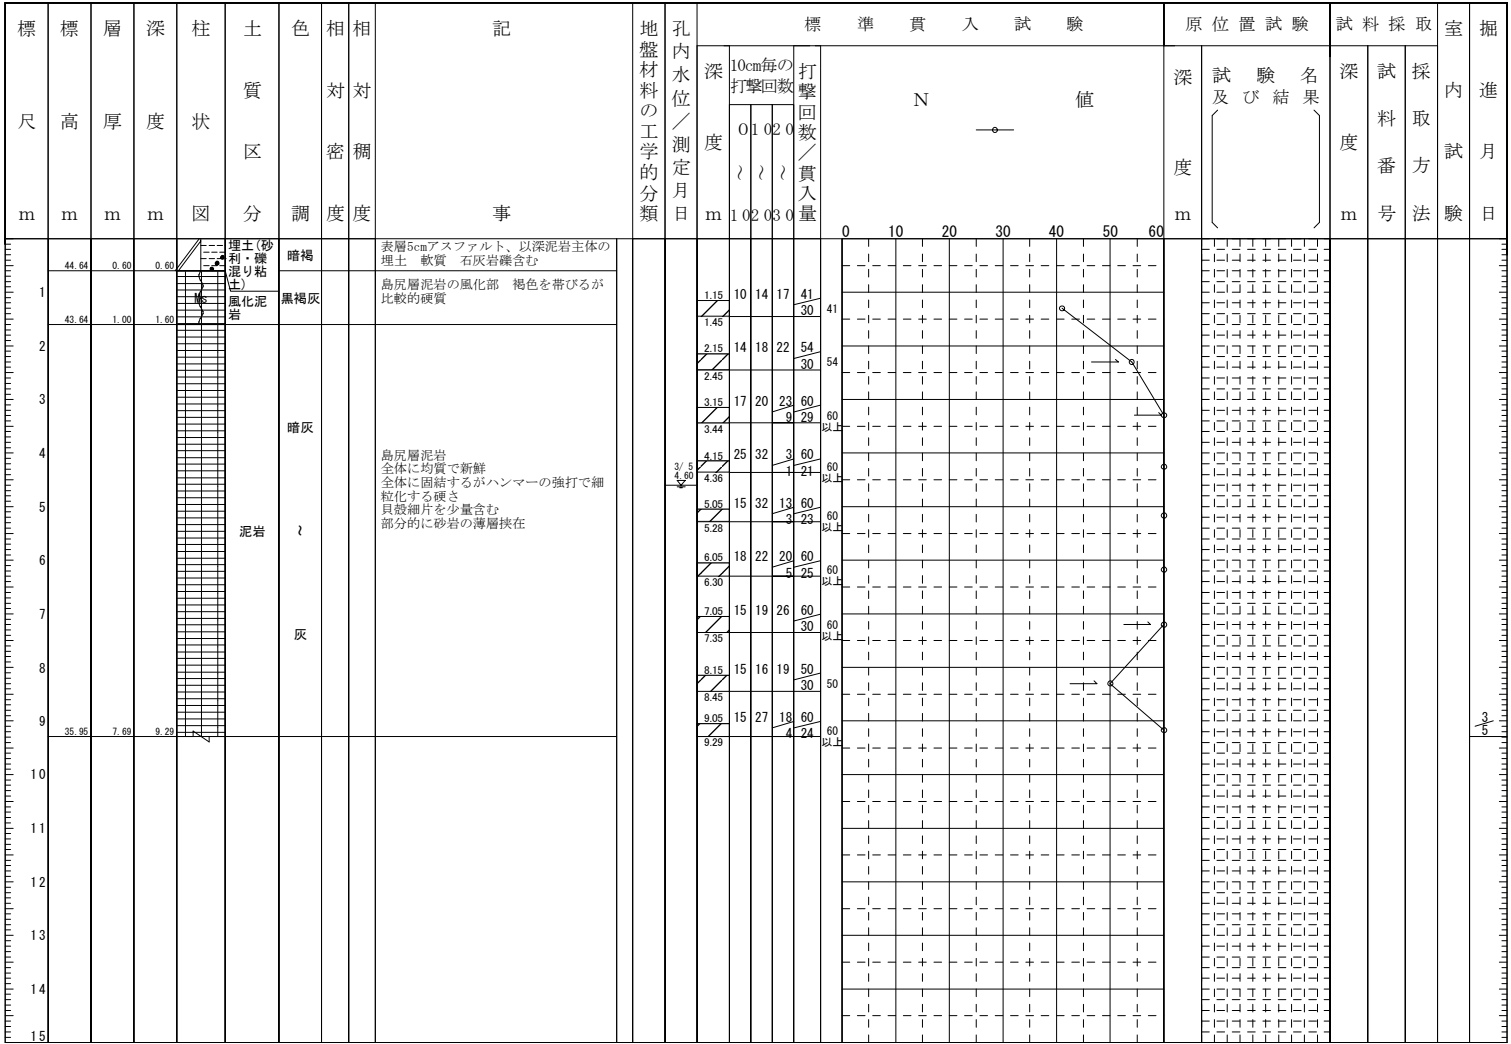 標尺m
標高m
層厚m
深度m
柱状図
土質区分
色調
相対密度
相対稠度
記事
地盤材料の工学的分類
孔内水位／測定月日
標準貫入試験
深度m
10cm毎の打撃回数
0～10
10～20
20～30
打撃回数／貫入量
N値
0 10 20 30 40 50 60
原位置試験
深度m
試験名及び結果
試料採取
深度m
試料番号
採取方法
室内試験
掘進月日
44.64 0.60 0.60
埋土(砂
利・礫
混り粘
土)
暗褐
表層5cmアスファルト、以深泥岩主体の
埋土 軟質 石灰岩礫含む
43.64 1.00 1.60
Ms
風化泥
岩
黒褐灰
島尻層泥岩の風化部 褐色を帯びるが
比較的硬質
35.95 7.69 9.29
泥岩
暗灰
～
灰
島尻層泥岩
全体に均質で新鮮
全体に固結するがハンマーの強打で細
粒化する硬さ
貝殻細片を少量含む
部分的に砂岩の薄層挟在
3/5
4.60
1.15 10 14 17 41
30 41
1.45
2.15 14 18 22 54
30 54
2.45
3.15 17 20 23 60
9 29 60
以上
3.44
4.15 25 32 3 60
1 21 60
以上
4.36
5.05 15 32 13 60
3 23 60
以上
5.28
6.05 18 22 20 60
5 25 60
以上
6.30
7.05 15 19 26 60
30 60
以上
7.35
8.15 15 16 19 50
30 50
8.45
9.05 15 27 18 60
4 24 60
以上
9.29
3
5
1
2
3
4
5
6
7
8
9
10
11
12
13
14
15